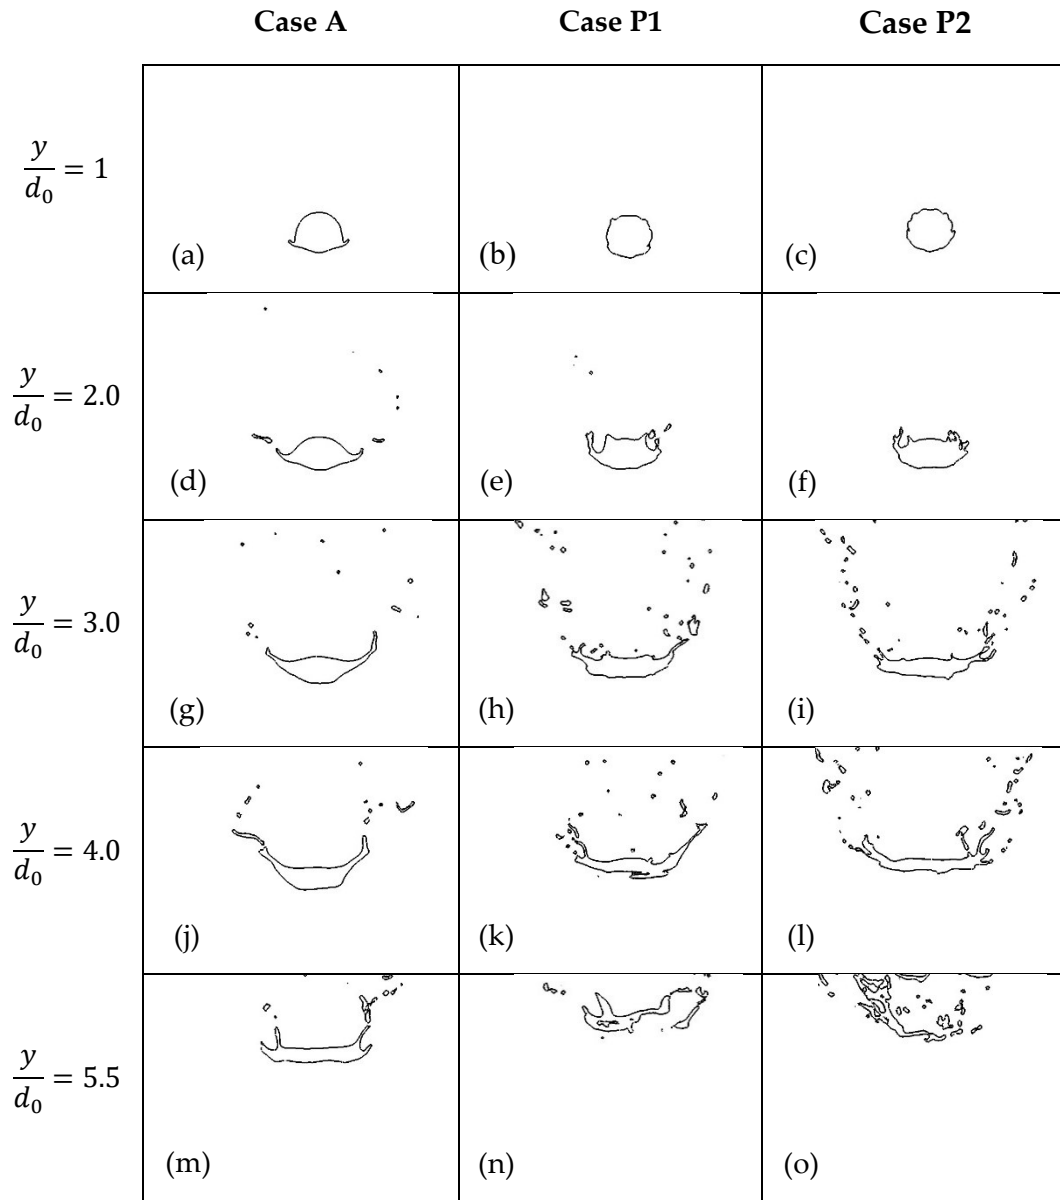 Case A Case P1 Case P2
y/d₀ = 1
(a) (b) (c)
y/d₀ = 2.0
(d) (e) (f)
y/d₀ = 3.0
(g) (h) (i)
y/d₀ = 4.0
(j) (k) (l)
y/d₀ = 5.5
(m) (n) (o)